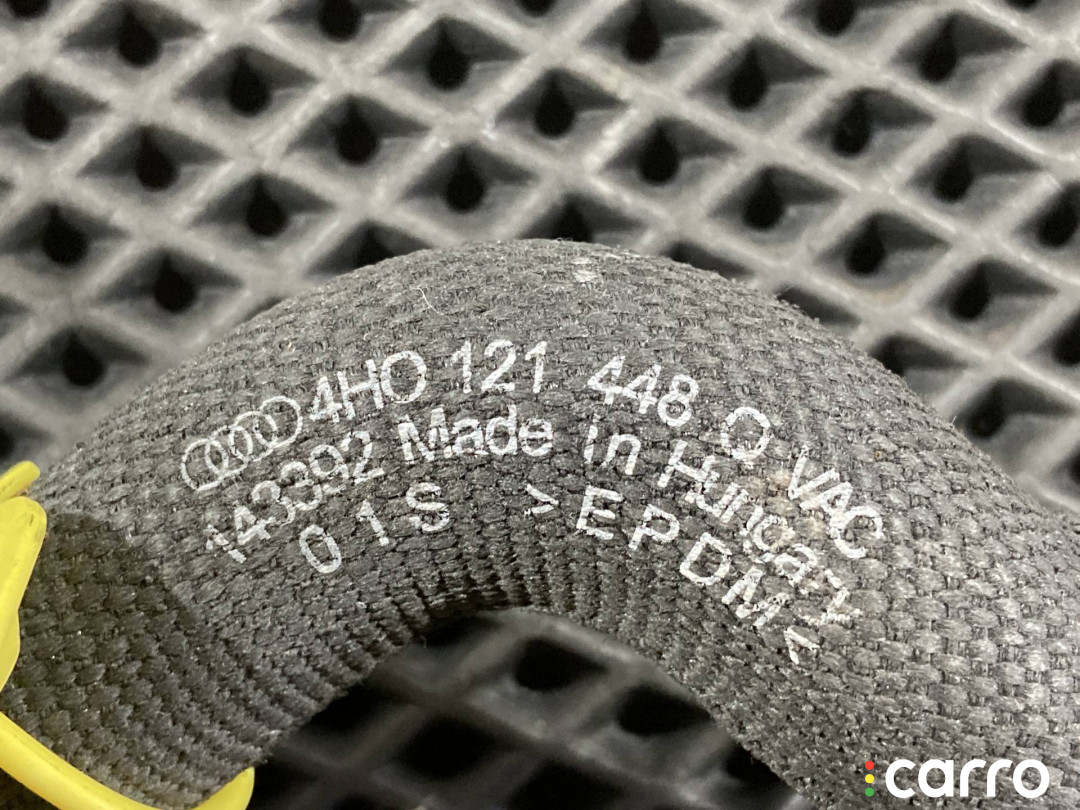 4H0 121 448 Q VAC
143392 Made in Hungary
0 1 S >EPDM<
carro